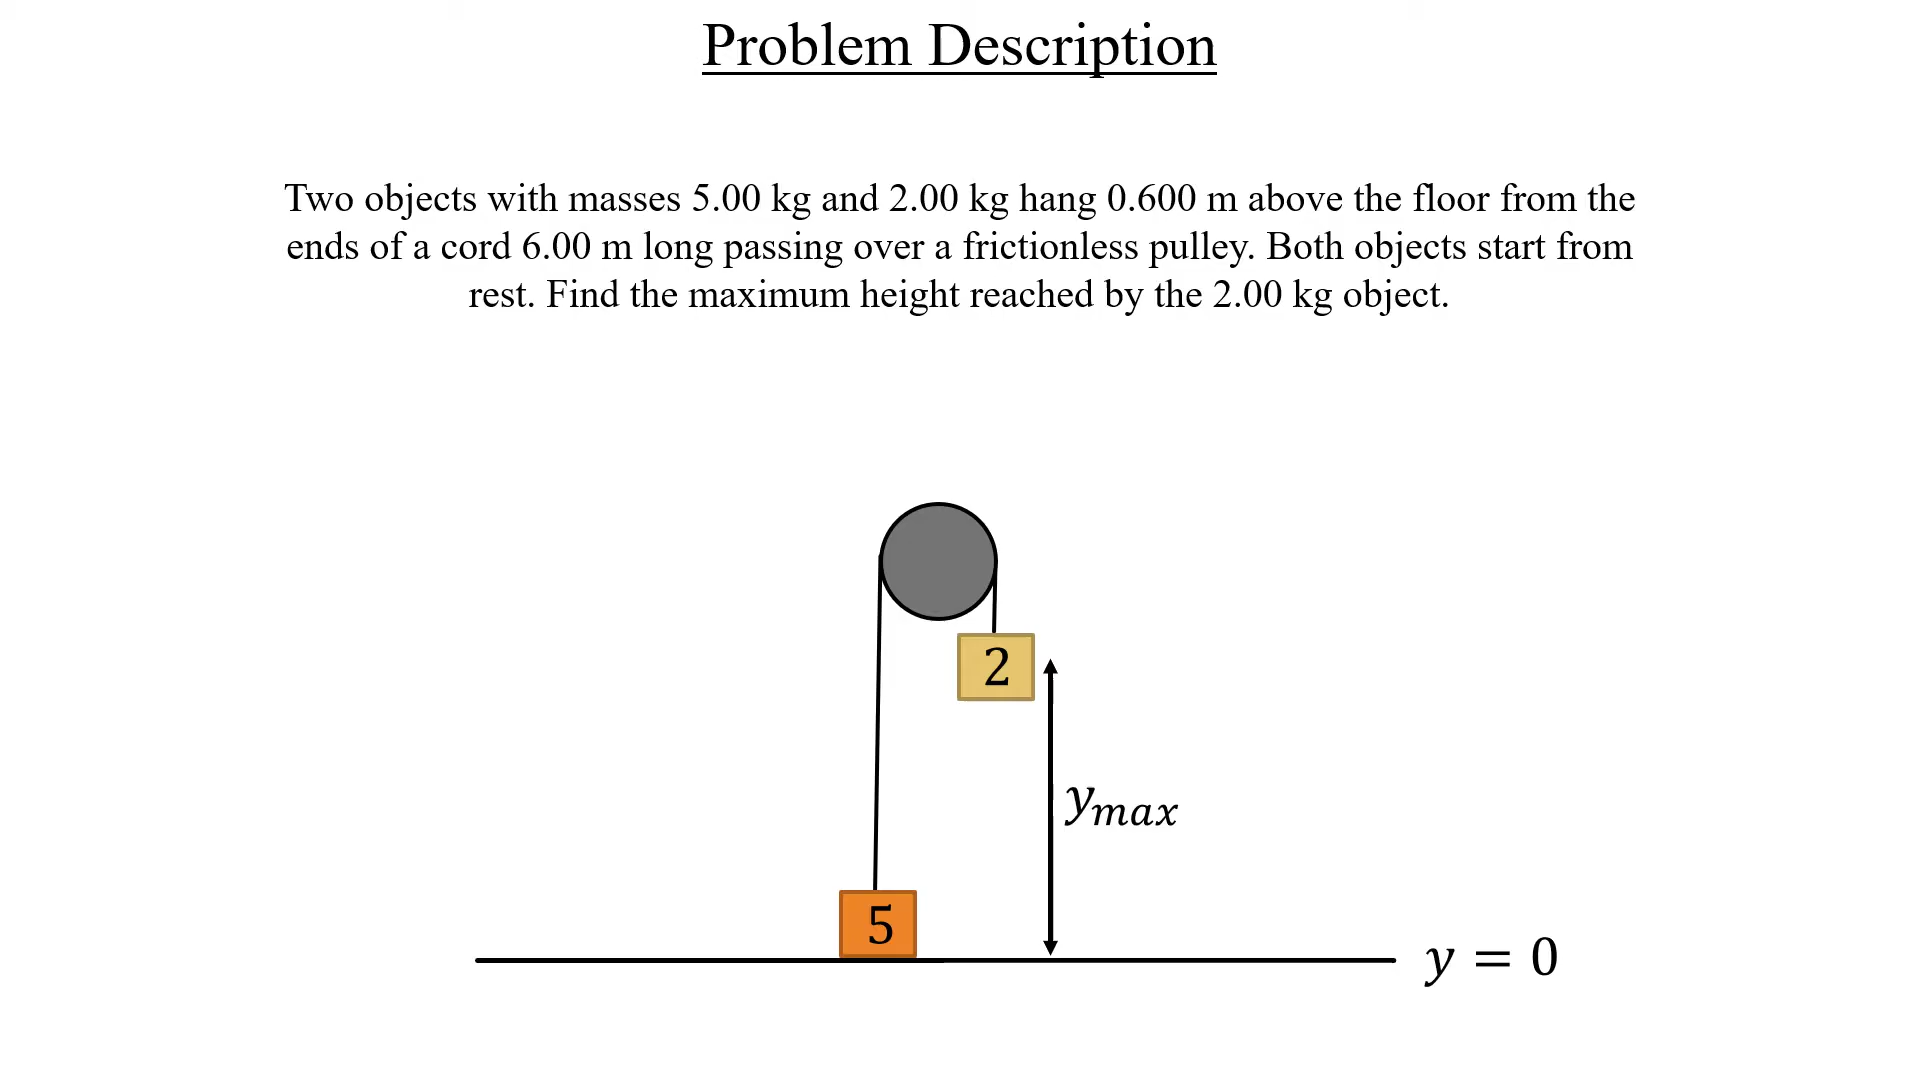 Problem Description
Two objects with masses 5.00 kg and 2.00 kg hang 0.600 m above the floor from the
ends of a cord 6.00 m long passing over a frictionless pulley. Both objects start from
rest. Find the maximum height reached by the 2.00 kg object.
2
y_{max}
5
y = 0